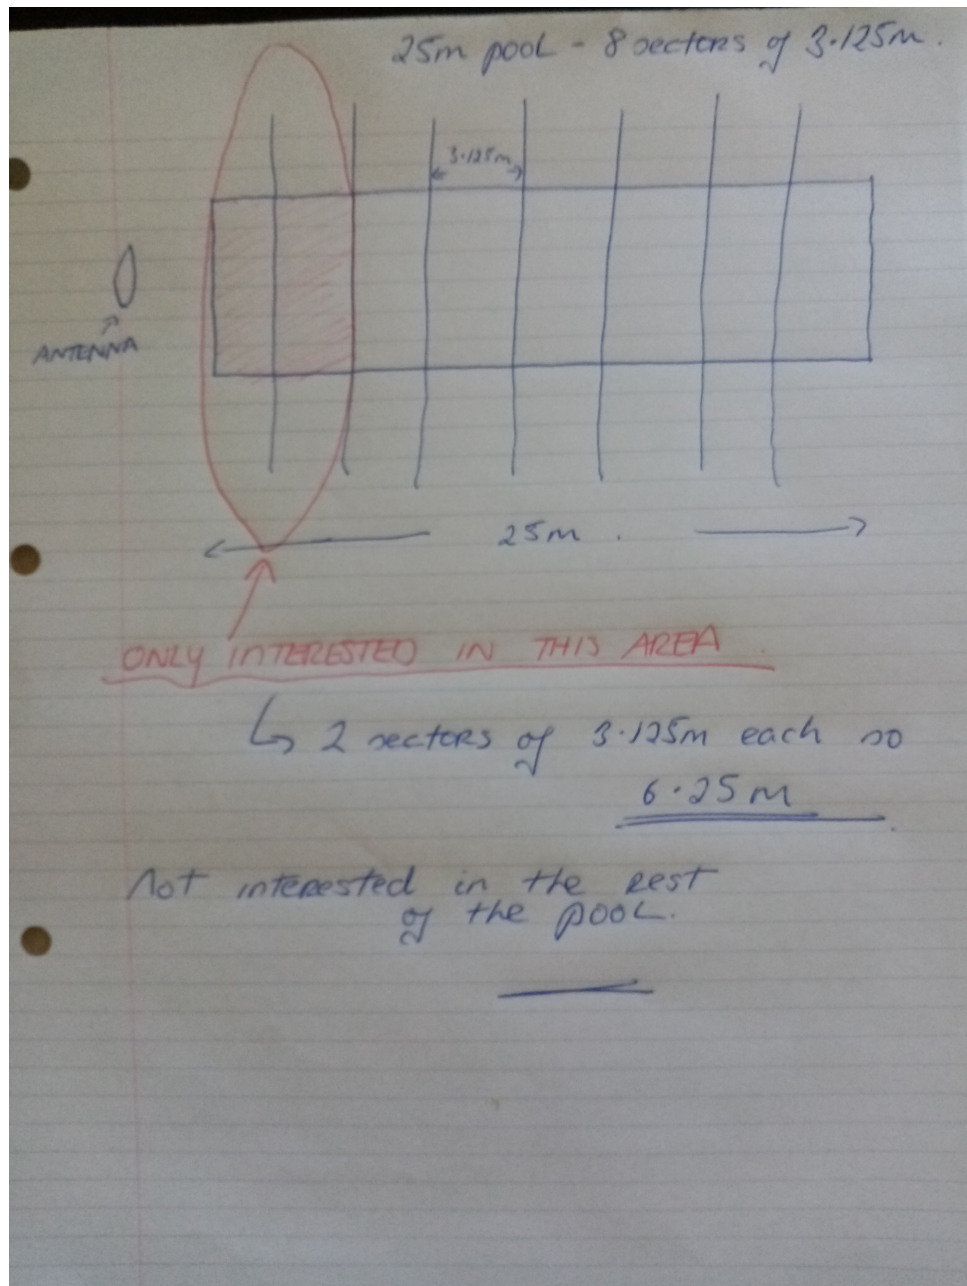 25m pool - 8 sectors of 3.125m.
3.125m
ANTENNA
25m.
ONLY INTERESTED IN THIS AREA.
2 sectors of 3.125m each so
6.25m
Not interested in the rest
of the pool.